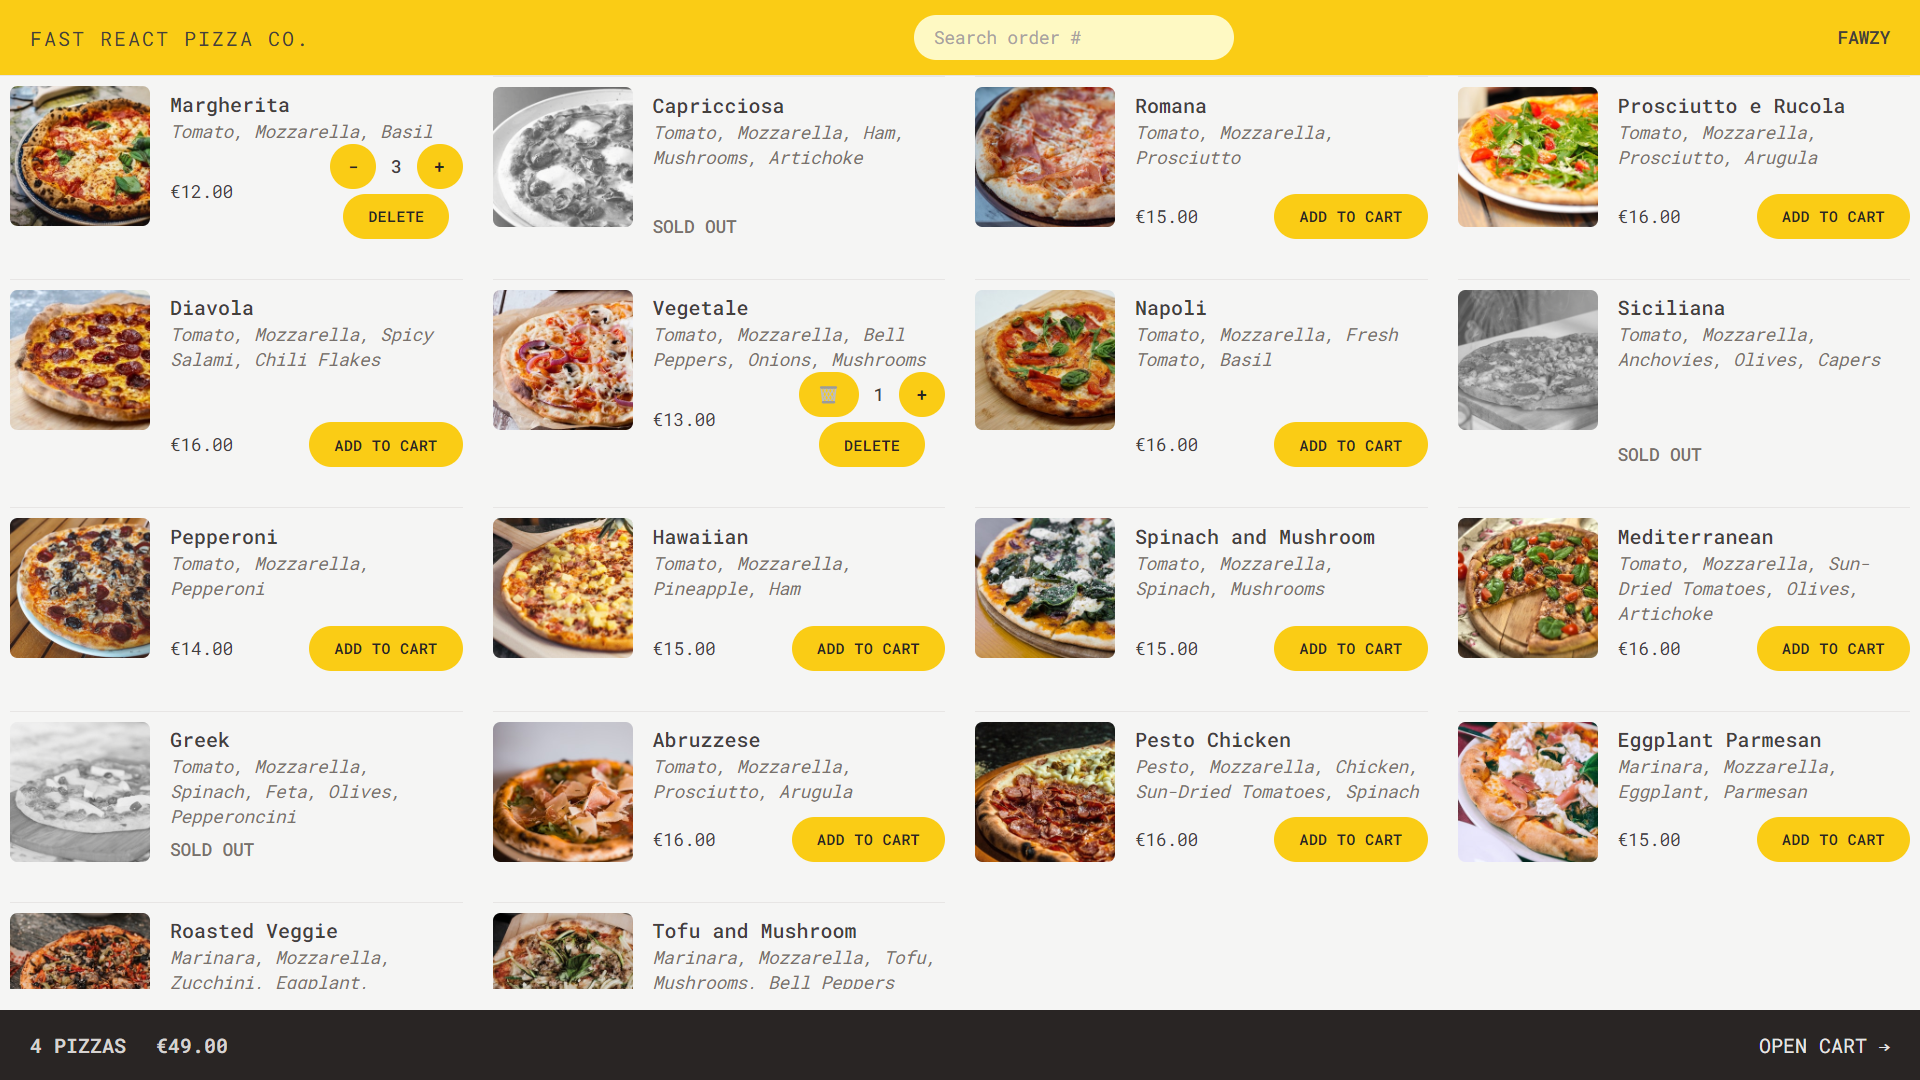 FAST REACT PIZZA CO.
Search order #
FAWZY
Margherita
Tomato, Mozzarella, Basil
- 3 +
€12.00
DELETE
Capricciosa
Tomato, Mozzarella, Ham,
Mushrooms, Artichoke
SOLD OUT
Romana
Tomato, Mozzarella,
Prosciutto
€15.00
ADD TO CART
Prosciutto e Rucola
Tomato, Mozzarella,
Prosciutto, Arugula
€16.00
ADD TO CART
Diavola
Tomato, Mozzarella, Spicy
Salami, Chili Flakes
€16.00
ADD TO CART
Vegetale
Tomato, Mozzarella, Bell
Peppers, Onions, Mushrooms
1 +
€13.00
DELETE
Napoli
Tomato, Mozzarella, Fresh
Tomato, Basil
€16.00
ADD TO CART
Siciliana
Tomato, Mozzarella,
Anchovies, Olives, Capers
SOLD OUT
Pepperoni
Tomato, Mozzarella,
Pepperoni
€14.00
ADD TO CART
Hawaiian
Tomato, Mozzarella,
Pineapple, Ham
€15.00
ADD TO CART
Spinach and Mushroom
Tomato, Mozzarella,
Spinach, Mushrooms
€15.00
ADD TO CART
Mediterranean
Tomato, Mozzarella, Sun-
Dried Tomatoes, Olives,
Artichoke
€16.00
ADD TO CART
Greek
Tomato, Mozzarella,
Spinach, Feta, Olives,
Pepperoncini
SOLD OUT
Abruzzese
Tomato, Mozzarella,
Prosciutto, Arugula
€16.00
ADD TO CART
Pesto Chicken
Pesto, Mozzarella, Chicken,
Sun-Dried Tomatoes, Spinach
€16.00
ADD TO CART
Eggplant Parmesan
Marinara, Mozzarella,
Eggplant, Parmesan
€15.00
ADD TO CART
Roasted Veggie
Marinara, Mozzarella,
Zucchini, Eggplant,
Tofu and Mushroom
Marinara, Mozzarella, Tofu,
Mushrooms, Bell Peppers
4 PIZZAS €49.00
OPEN CART →